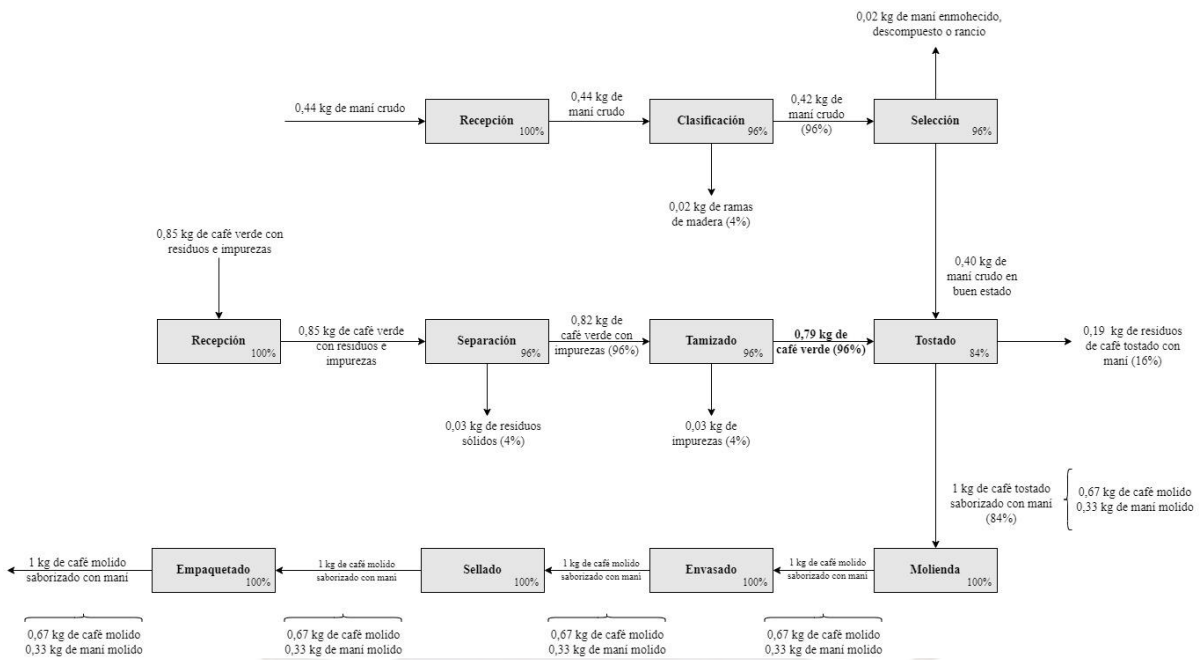 0,02 kg de maní enmohecido,
descompuesto o rancio
0,44 kg de maní crudo
Recepción
100%
0,44 kg de
maní crudo
Clasificación
96%
0,42 kg de
maní crudo
(96%)
Selección
96%
0,02 kg de ramas
de madera (4%)
0,40 kg de
maní crudo en
buen estado
0,85 kg de café verde con
residuos e impurezas
Recepción
100%
0,85 kg de café verde
con residuos e
impurezas
Separación
96%
0,82 kg de
café verde con
impurezas (96%)
Tamizado
96%
0,79 kg de
café verde (96%)
Tostado
84%
0,19 kg de residuos
de café tostado con
maní (16%)
0,03 kg de residuos
sólidos (4%)
0,03 kg de
impurezas (4%)
1 kg de café tostado
saborizado con maní
(84%)
0,67 kg de café molido
0,33 kg de maní molido
1 kg de café molido
saborizado con maní
Empaquetado
100%
1 kg de café molido
saborizado con maní
Sellado
100%
1 kg de café molido
saborizado con maní
Envasado
100%
1 kg de café molido
saborizado con maní
Molienda
100%
0,67 kg de café molido
0,33 kg de maní molido
0,67 kg de café molido
0,33 kg de maní molido
0,67 kg de café molido
0,33 kg de maní molido
0,67 kg de café molido
0,33 kg de maní molido